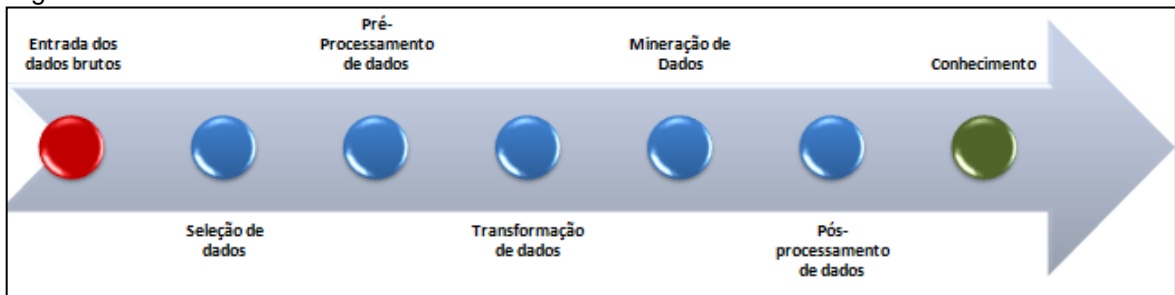 Entrada dos
dados brutos
Seleção de
dados
Pré-
Processamento
de dados
Transformação
de dados
Mineração de
Dados
Pós-
processamento
de dados
Conhecimento